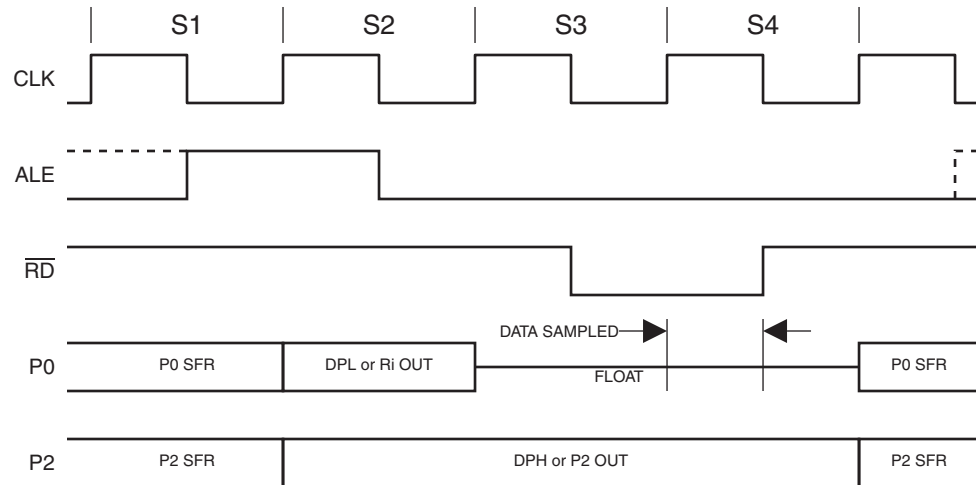 S1 S2 S3 S4
CLK
ALE
RD
DATA SAMPLED
P0 P0 SFR DPL or Ri OUT FLOAT P0 SFR
P2 P2 SFR DPH or P2 OUT P2 SFR